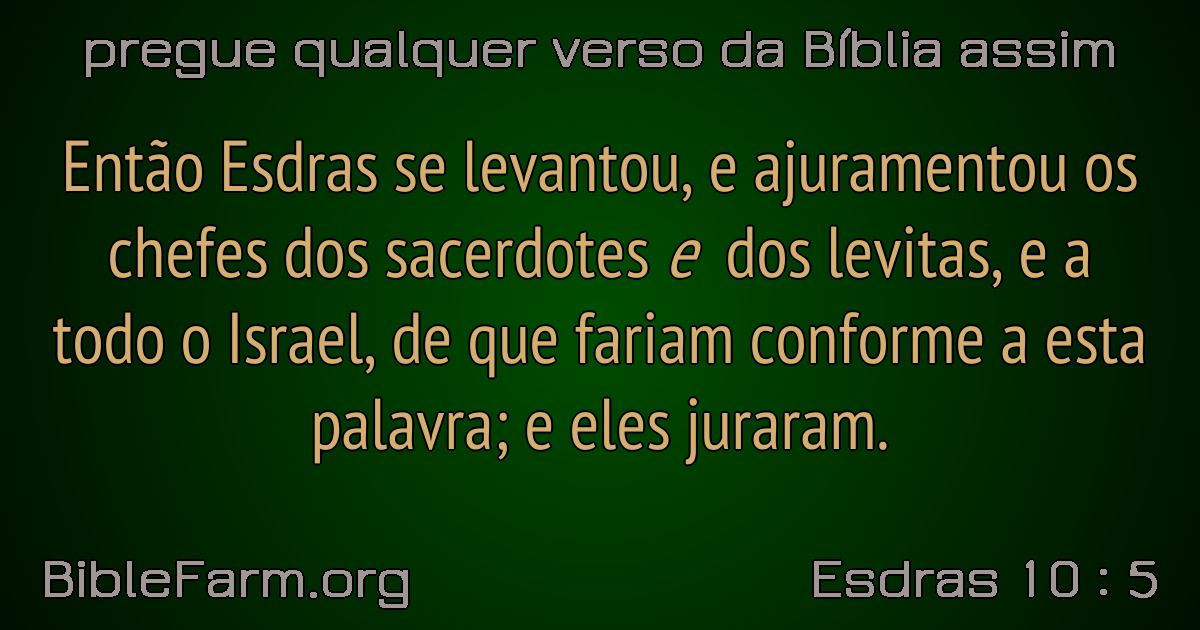 pregue qualquer verso da Bíblia assim
Então Esdras se levantou, e ajuramentou os
chefes dos sacerdotes e dos levitas, e a
todo o Israel, de que fariam conforme a esta
palavra; e eles juraram.
BibleFarm.org
Esdras 10 : 5